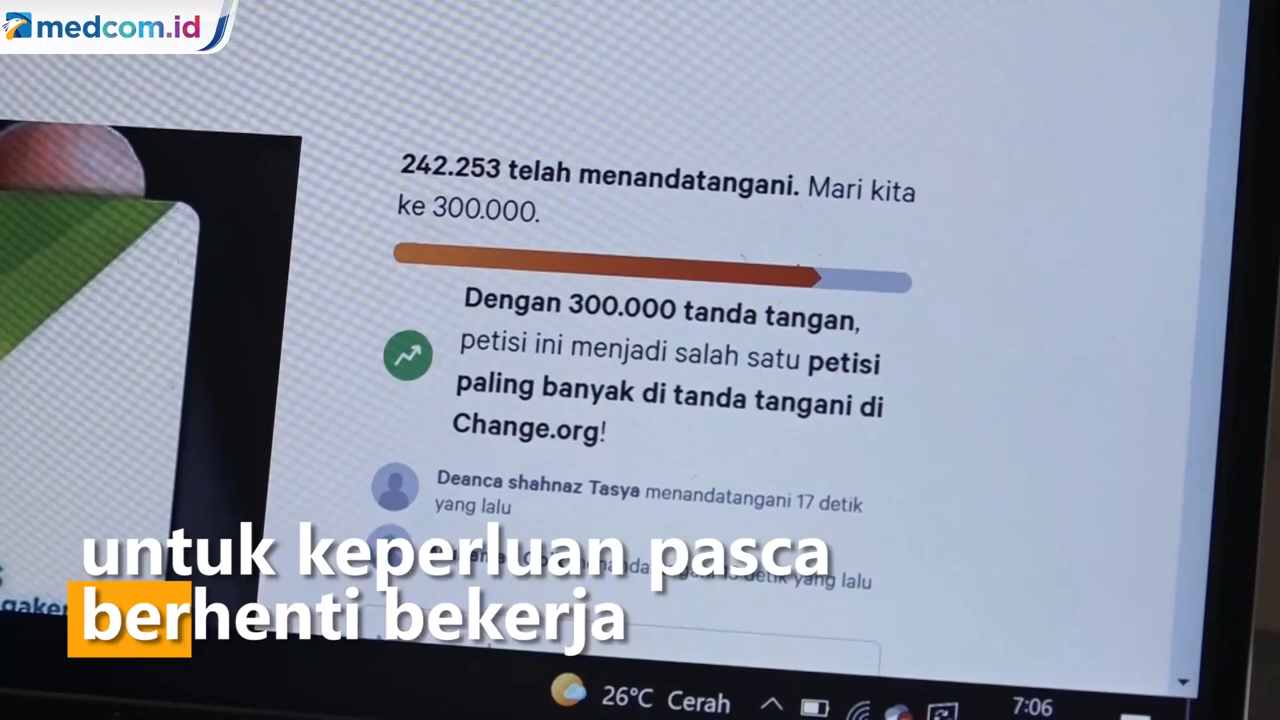 medcom.id
242.253 telah menandatangani. Mari kita
ke 300.000.
Dengan 300.000 tanda tangan,
petisi ini menjadi salah satu petisi
paling banyak di tanda tangani di
Change.org!
Deanca shahnaz Tasya menandatangani 17 detik
yang lalu
detik yang lalu
untuk keperluan pasca
berhenti bekerja
26°C Cerah
7:06